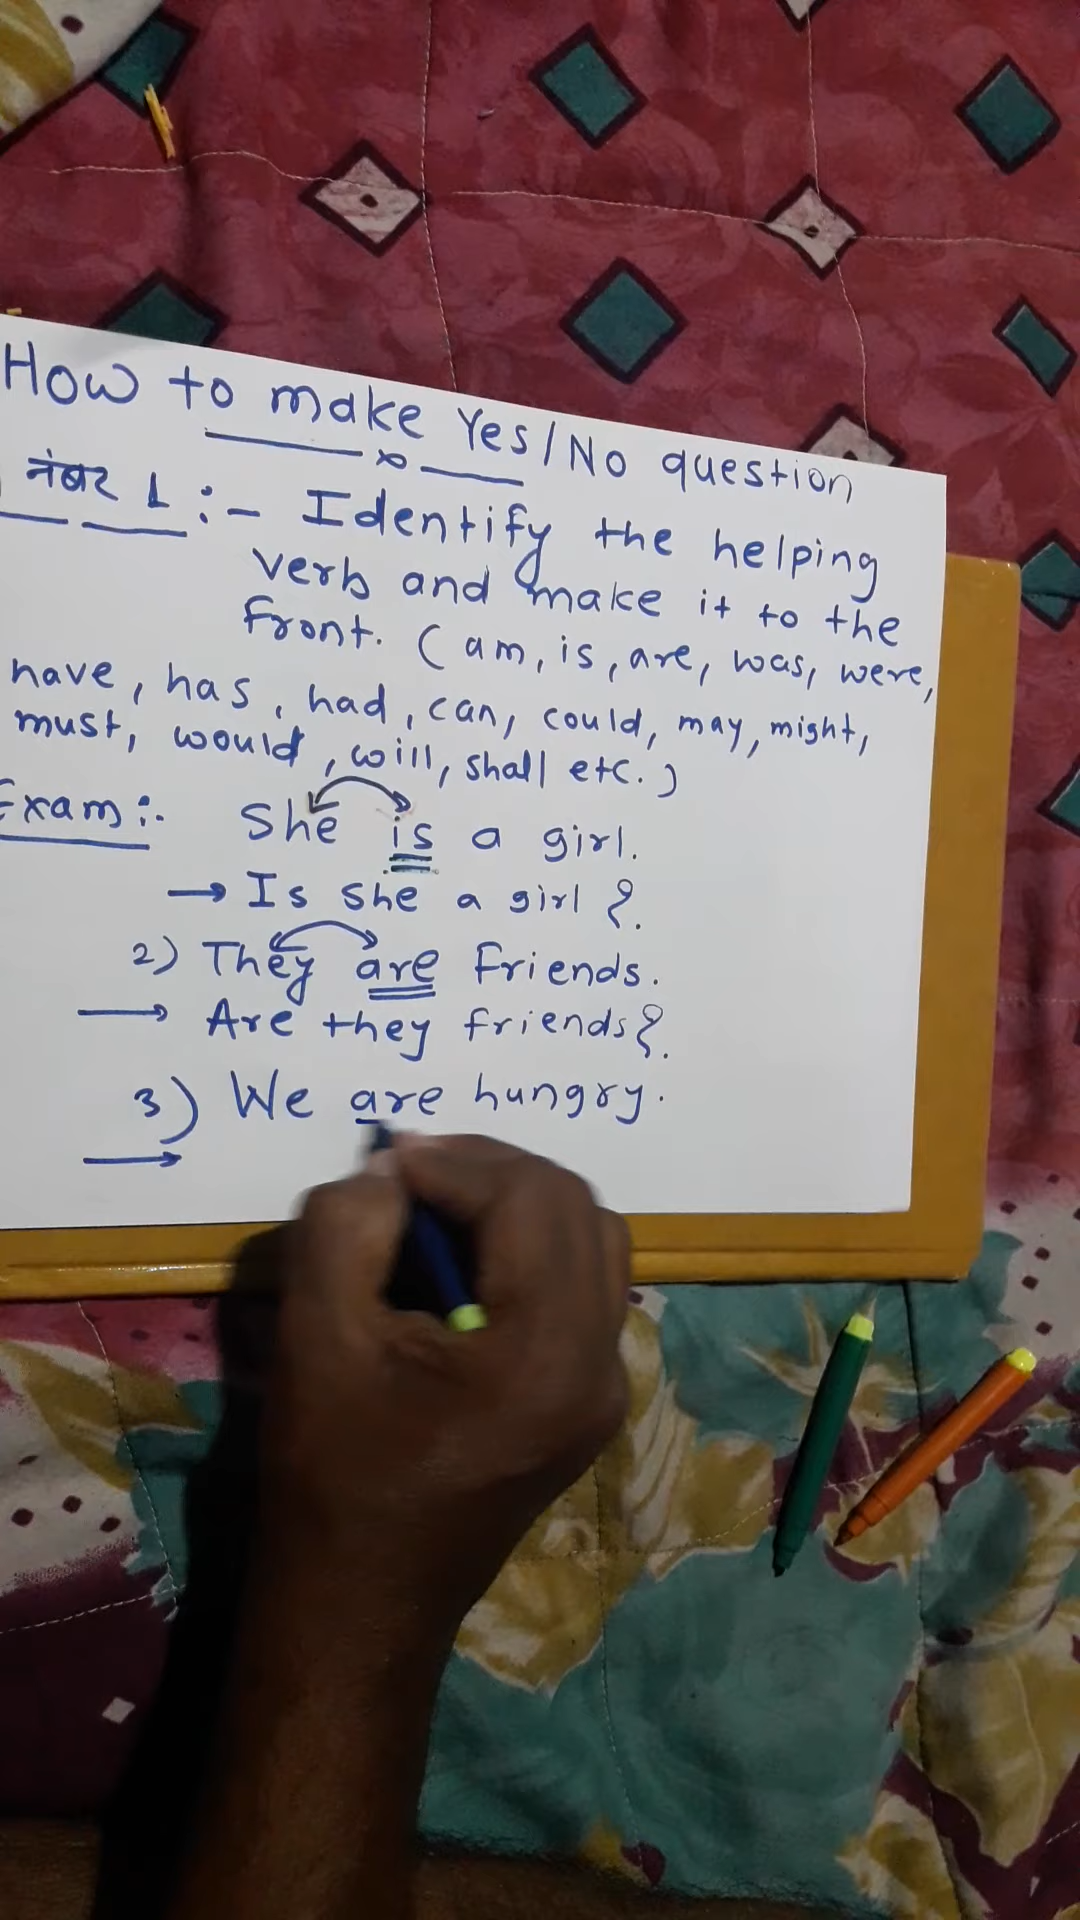 How to make Yes/No question
नंबर 1 :- Identify the helping
verb and make it to the
front. (am, is, are, was, were,
have, has, had, can, could, may, might,
must, would, will, shall etc.)
Exam :- She is a girl.
→ Is she a girl?
2) They are friends.
→ Are they friends?
3) We are hungry.
→